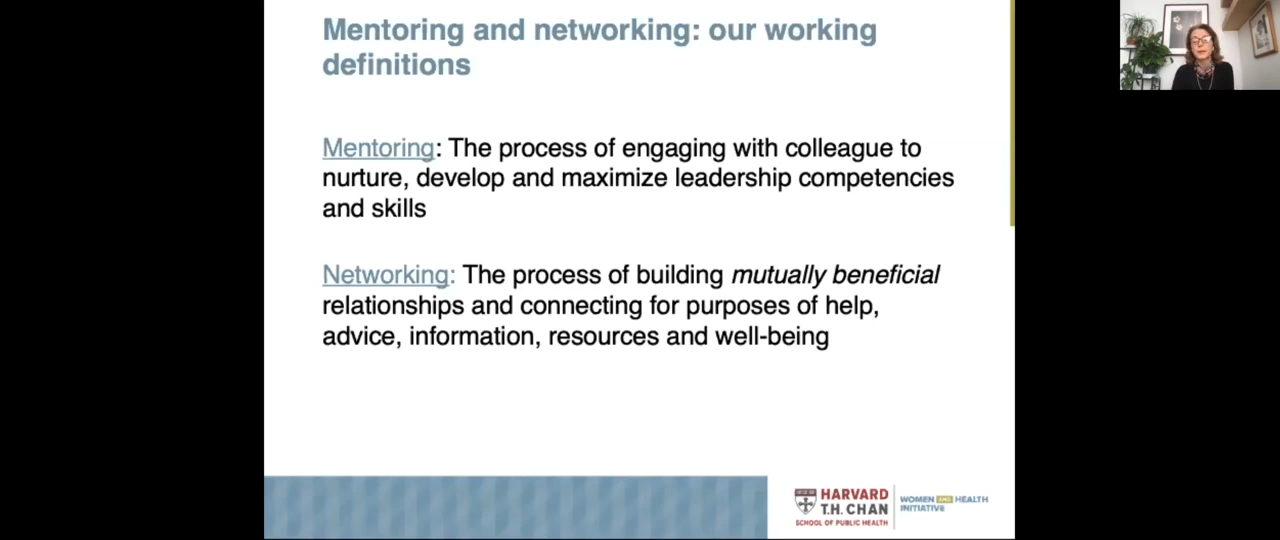 Mentoring and networking: our working
definitions
Mentoring: The process of engaging with colleague to
nurture, develop and maximize leadership competencies
and skills
Networking: The process of building mutually beneficial
relationships and connecting for purposes of help,
advice, information, resources and well-being
HARVARD
T.H. CHAN
SCHOOL OF PUBLIC HEALTH
WOMEN AND HEALTH
INITIATIVE